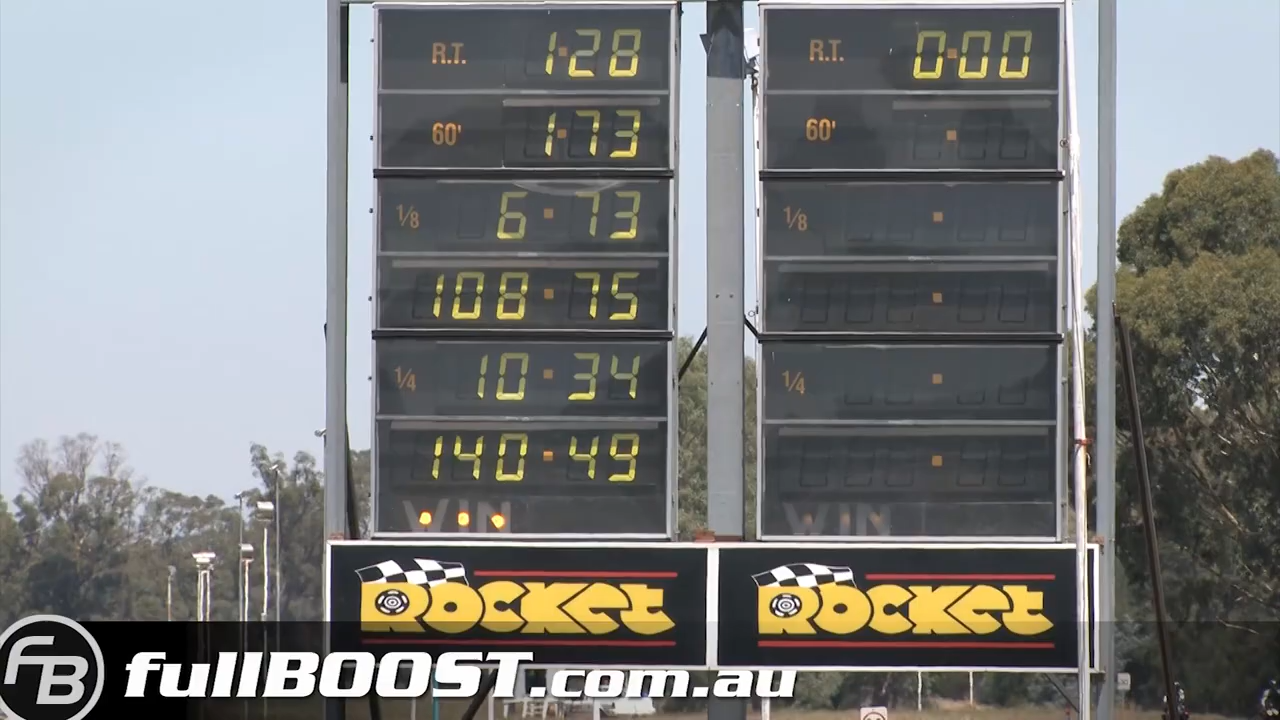 R.T. 1.28
60' 1.73
1/8 6.73
108.75
1/4 10.34
140.49
WIN
R.T. 0.00
60'
1/8
1/4
WIN
ROCKET
ROCKET
FB fullBOOST.com.au